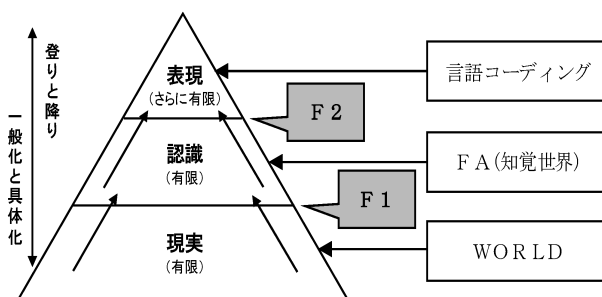 登りと降り
一般化と具体化
表現
(さらに有限)
認識
(有限)
現実
(有限)
F2
F1
言語コーディング
FA(知覚世界)
WORLD